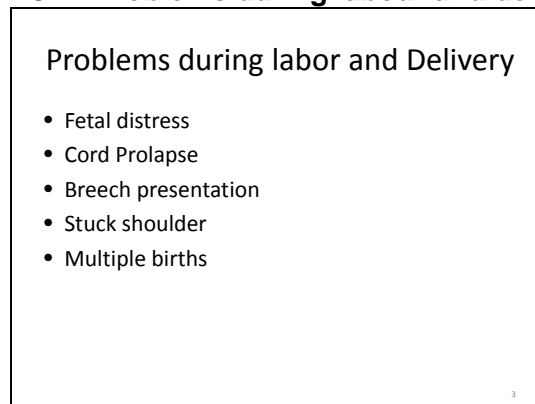 Problems during labor and Delivery
• Fetal distress
• Cord Prolapse
• Breech presentation
• Stuck shoulder
• Multiple births
3